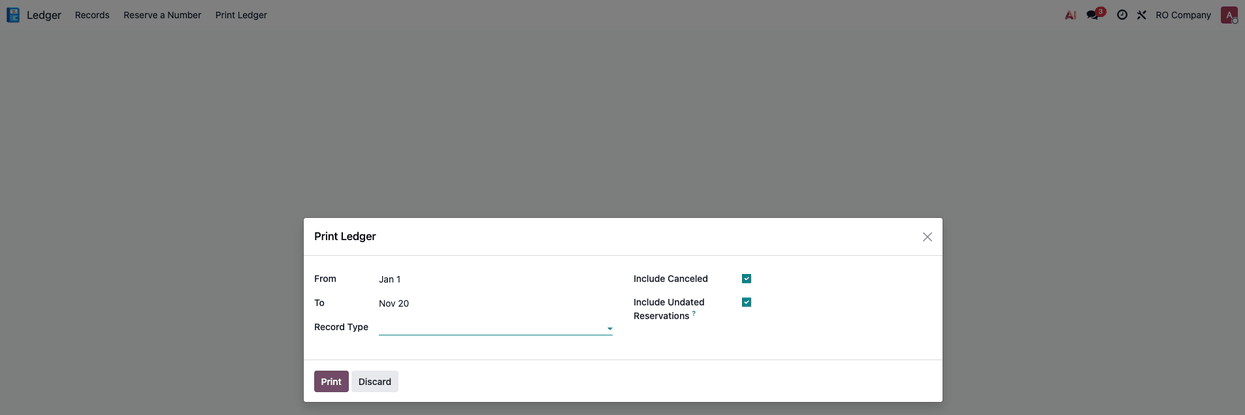 Ledger Records Reserve a Number Print Ledger 3 RO Company A
Print Ledger
From Jan 1 Include Canceled
To Nov 20 Include Undated
Reservations ?
Record Type
Print Discard